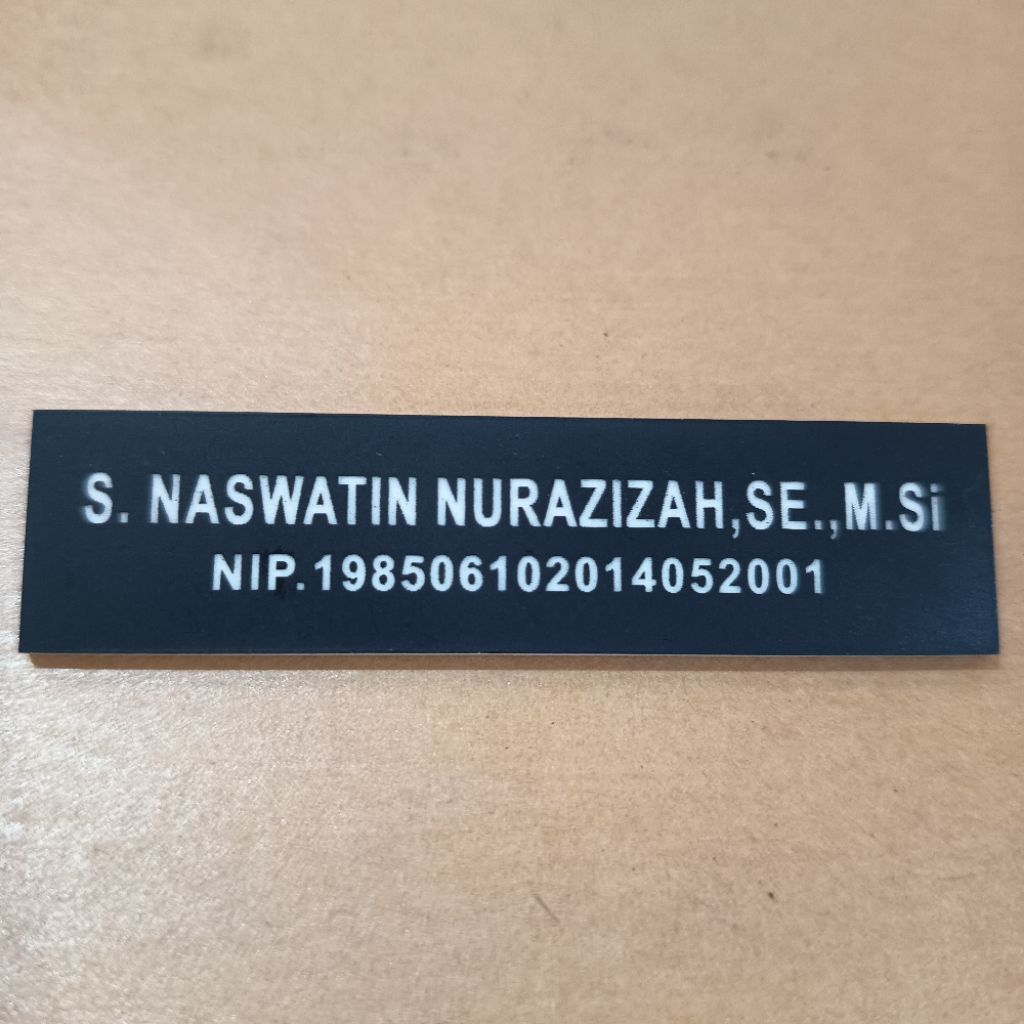 S. NASWATIN NURAZIZAH,SE.,M.Si
NIP.198506102014052001